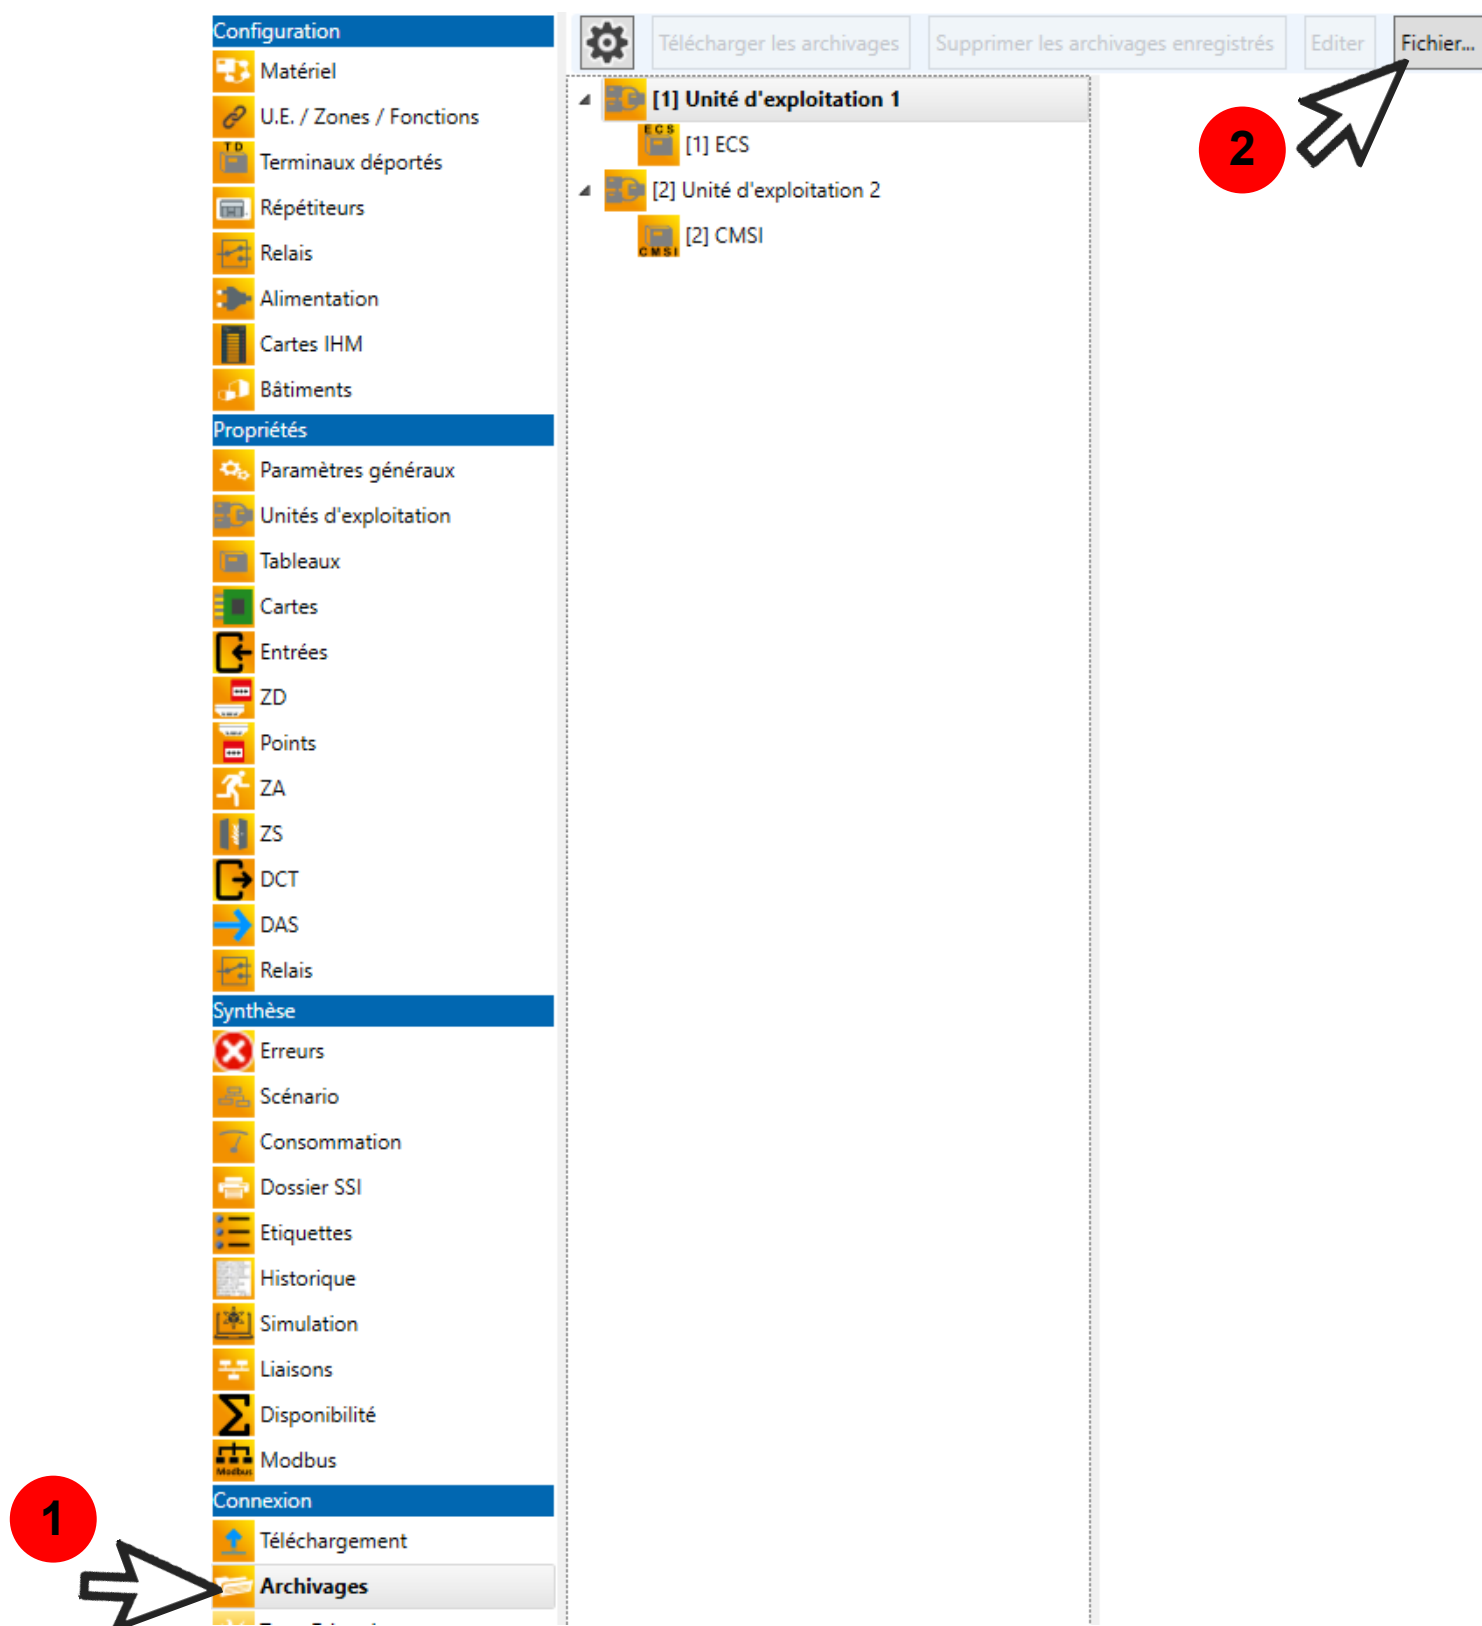 Configuration
Matériel
U.E. / Zones / Fonctions
TD
Terminaux déportés
Répétiteurs
Relais
Alimentation
Cartes IHM
Bâtiments
Propriétés
Paramètres généraux
Unités d'exploitation
Tableaux
Cartes
Entrées
ZD
Points
ZA
ZS
DCT
DAS
Relais
Synthèse
Erreurs
Scénario
Consommation
Dossier SSI
Etiquettes
Historique
Simulation
Liaisons
Disponibilité
Modbus
Modbus
Connexion
1
Téléchargement
Archivages
Télécharger les archivages
Supprimer les archivages enregistrés
Editer
Fichier...
2
[1] Unité d'exploitation 1
ECS
[1] ECS
[2] Unité d'exploitation 2
[2] CMSI
CMSI